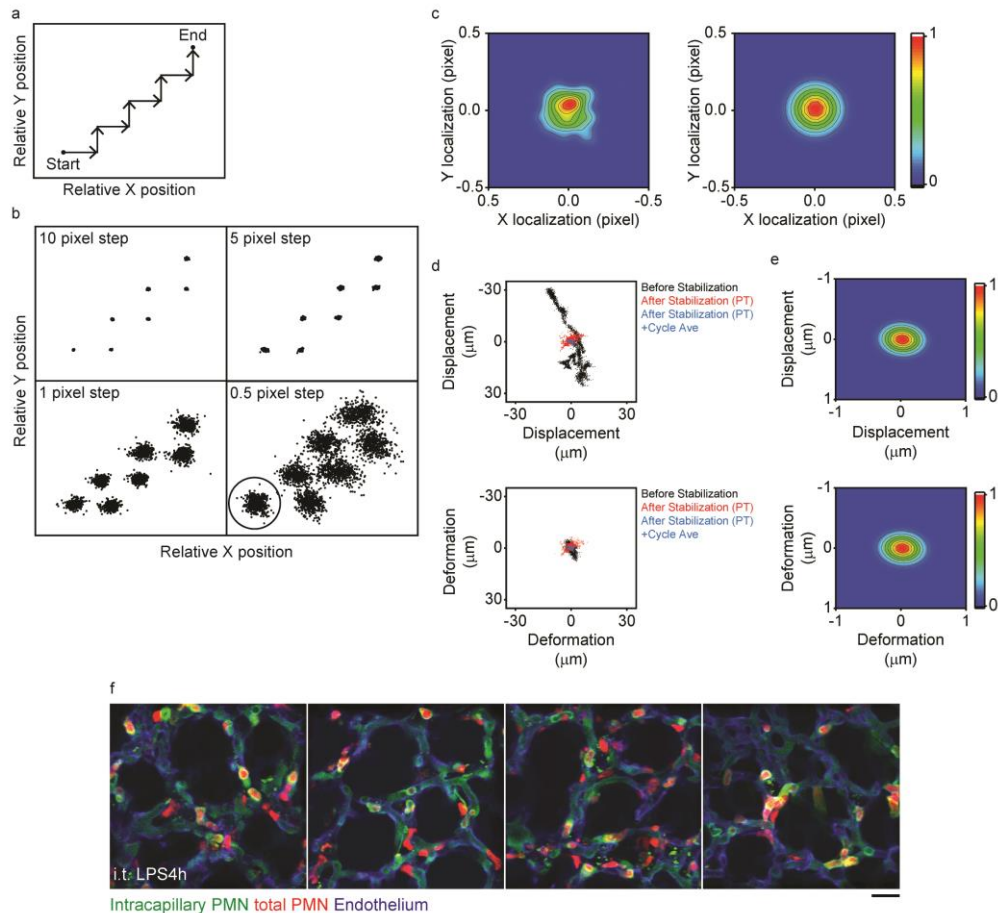 a
Relative Y position
End
Start
Relative X position
b
10 pixel step
5 pixel step
1 pixel step
0.5 pixel step
Relative Y position
Relative X position
c
0.5
0.0
-0.5
Y localization (pixel)
0.5 0.0 -0.5
X localization (pixel)
0.5
0.0
-0.5
Y localization (pixel)
0.5 0.0 -0.5
X localization (pixel)
1
0
d
-30
0
30
Displacement
(μm)
-30 0 30
Displacement
(μm)
Before Stabilization
After Stabilization (PT)
After Stabilization (PT)
+Cycle Ave
-30
0
30
Deformation
(μm)
-30 0 30
Deformation
(μm)
Before Stabilization
After Stabilization (PT)
After Stabilization (PT)
+Cycle Ave
e
-1
0
1
Displacement
(μm)
-1 0 1
Displacement
(μm)
1
0
-1
0
1
Deformation
(μm)
-1 0 1
Deformation
(μm)
1
0
f
i.t. LPS4h
Intracapillary PMN total PMN Endothelium